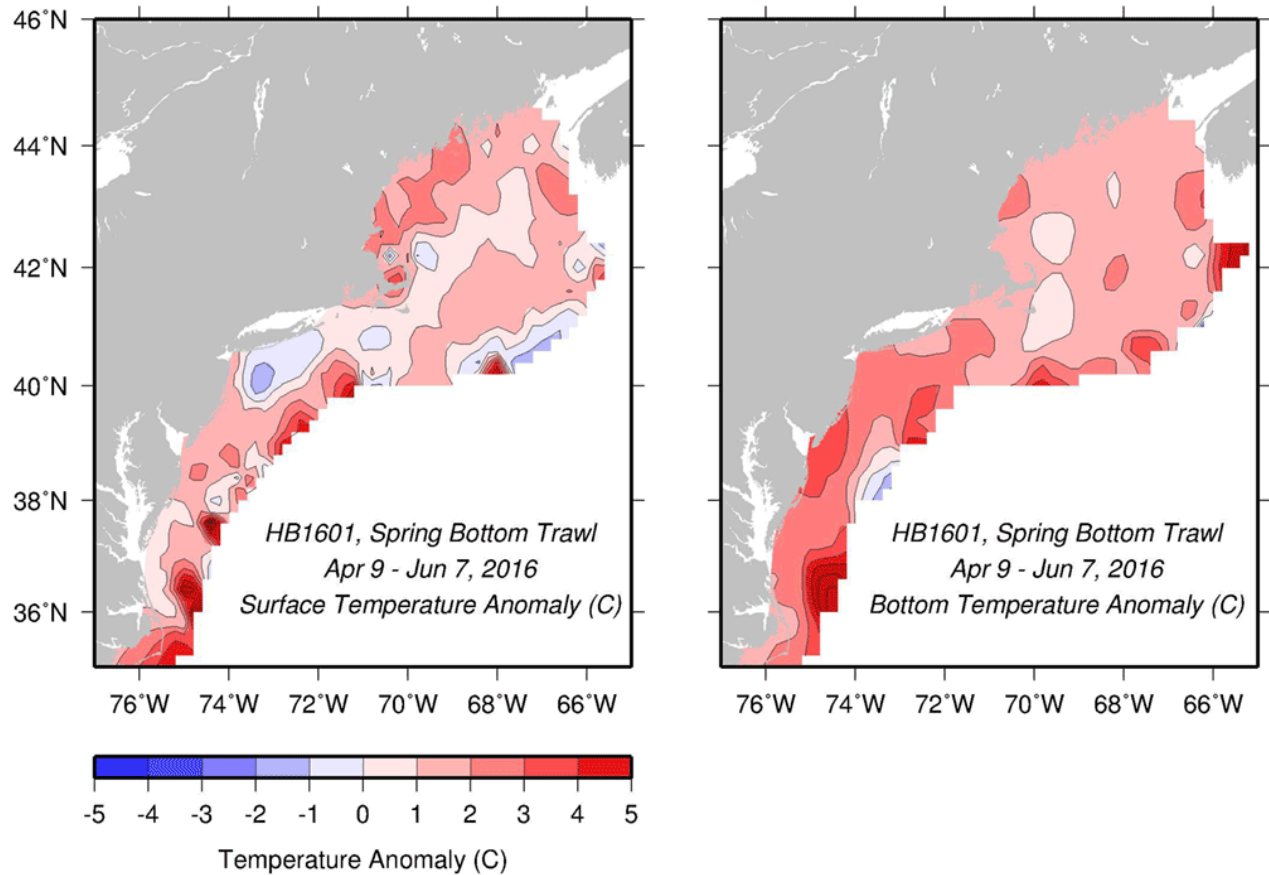 46˚N
44˚N
42˚N
40˚N
38˚N
36˚N
HB1601, Spring Bottom Trawl
Apr 9 - Jun 7, 2016
Surface Temperature Anomaly (C)
76˚W 74˚W 72˚W 70˚W 68˚W 66˚W
HB1601, Spring Bottom Trawl
Apr 9 - Jun 7, 2016
Bottom Temperature Anomaly (C)
76˚W 74˚W 72˚W 70˚W 68˚W 66˚W
-5 -4 -3 -2 -1 0 1 2 3 4 5
Temperature Anomaly (C)